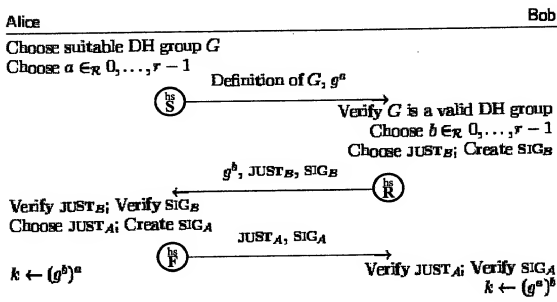 Alice Bob
Choose suitable DH group G
Choose a ∈_R 0, . . . , r − 1
Definition of G, g^a
hs
S
Verify G is a valid DH group
Choose b ∈_R 0, . . . , r − 1
Choose JUST_B; Create SIG_B
g^b, JUST_B, SIG_B
hs
R
Verify JUST_B; Verify SIG_B
Choose JUST_A; Create SIG_A
JUST_A, SIG_A
hs
F
Verify JUST_A; Verify SIG_A
k ← (g^b)^a
k ← (g^a)^b